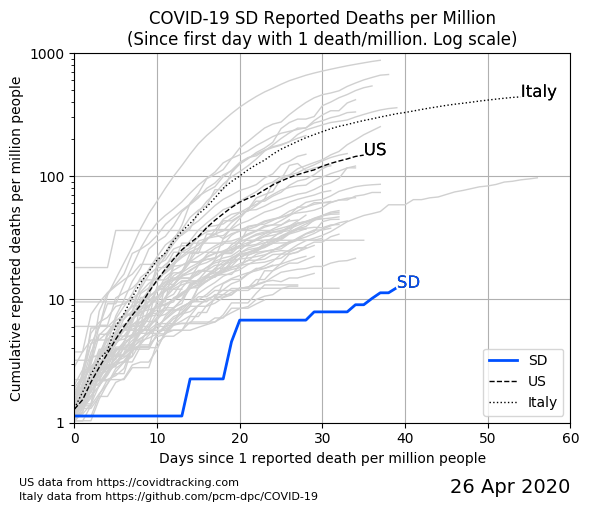 COVID-19 SD Reported Deaths per Million
(Since first day with 1 death/million. Log scale)
Cumulative reported deaths per million people
1000
100
10
1
Italy
US
SD
SD
US
Italy
0 10 20 30 40 50 60
Days since 1 reported death per million people
US data from https://covidtracking.com
Italy data from https://github.com/pcm-dpc/COVID-19
26 Apr 2020